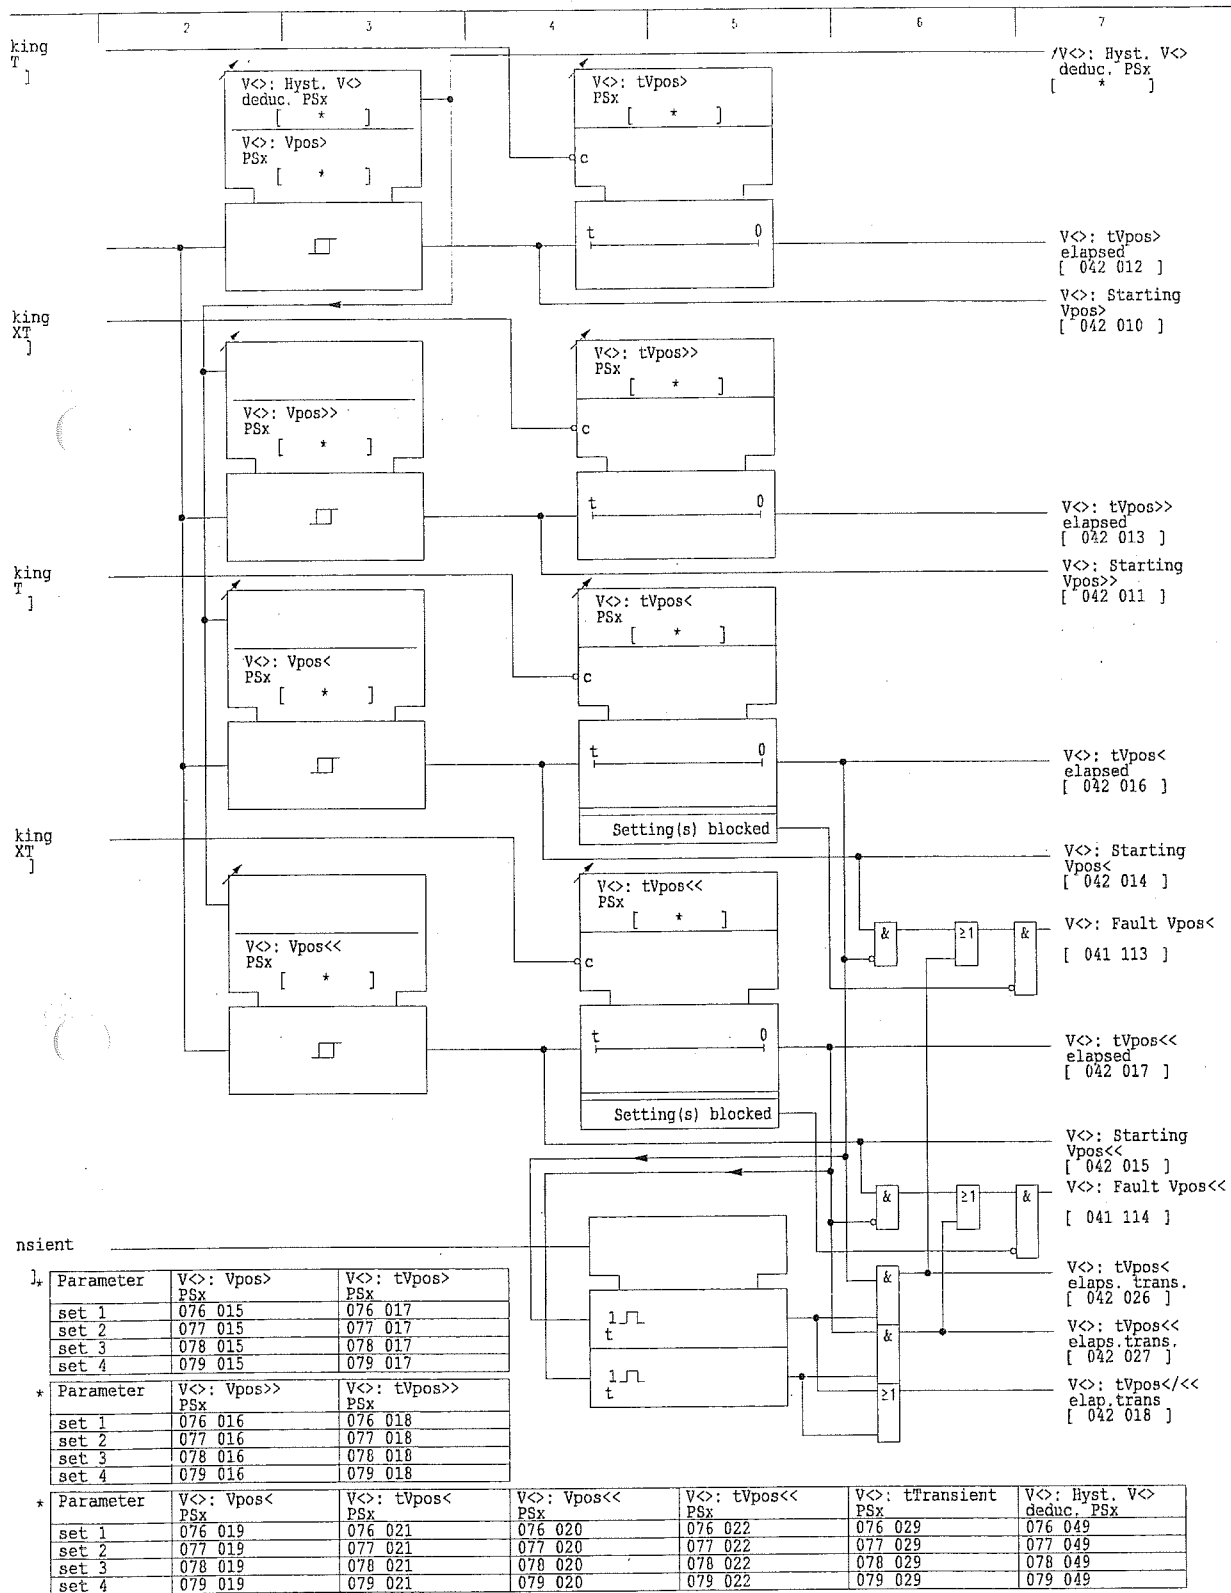 2 3 4 5 6 7
king
T
]
V<>: Hyst. V<>
deduc. PSx
[ * ]
V<>: Vpos>
PSx
[ * ]
V<>: tVpos>
PSx
[ * ]
c
t 0
V<>: Hyst. V<>
deduc. PSx
[ * ]
V<>: tVpos>
elapsed
[ 042 012 ]
V<>: Starting
Vpos>
[ 042 010 ]
king
XT
]
V<>: Vpos>>
PSx
[ * ]
V<>: tVpos>>
PSx
[ * ]
c
t 0
V<>: tVpos>>
elapsed
[ 042 013 ]
V<>: Starting
Vpos>>
[ 042 011 ]
king
T
]
V<>: Vpos<
PSx
[ * ]
V<>: tVpos<
PSx
[ * ]
c
t 0
Setting(s) blocked
V<>: tVpos<
elapsed
[ 042 016 ]
V<>: Starting
Vpos<
[ 042 014 ]
king
XT
]
V<>: Vpos<<
PSx
[ * ]
V<>: tVpos<<
PSx
[ * ]
c
t 0
Setting(s) blocked
& ≥1 &
V<>: Fault Vpos<
[ 041 113 ]
V<>: tVpos<<
elapsed
[ 042 017 ]
V<>: Starting
Vpos<<
[ 042 015 ]
& ≥1 &
V<>: Fault Vpos<<
[ 041 114 ]
nsient
]
1
t
1
t
&
&
≥1
V<>: tVpos<
elaps. trans.
[ 042 026 ]
V<>: tVpos<<
elaps.trans.
[ 042 027 ]
V<>: tVpos</<<
elap.trans
[ 042 018 ]
* Parameter V<>: Vpos> V<>: tVpos>
PSx PSx
set 1 076 015 076 017
set 2 077 015 077 017
set 3 078 015 078 017
set 4 079 015 079 017
* Parameter V<>: Vpos>> V<>: tVpos>>
PSx PSx
set 1 076 016 076 018
set 2 077 016 077 018
set 3 078 016 078 018
set 4 079 016 079 018
* Parameter V<>: Vpos< V<>: tVpos< V<>: Vpos<< V<>: tVpos<< V<>: tTransient V<>: Hyst. V<>
PSx PSx PSx PSx PSx deduc. PSx
set 1 076 019 076 021 076 020 076 022 076 029 076 049
set 2 077 019 077 021 077 020 077 022 077 029 077 049
set 3 078 019 078 021 078 020 078 022 078 029 078 049
set 4 079 019 079 021 079 020 079 022 079 029 079 049